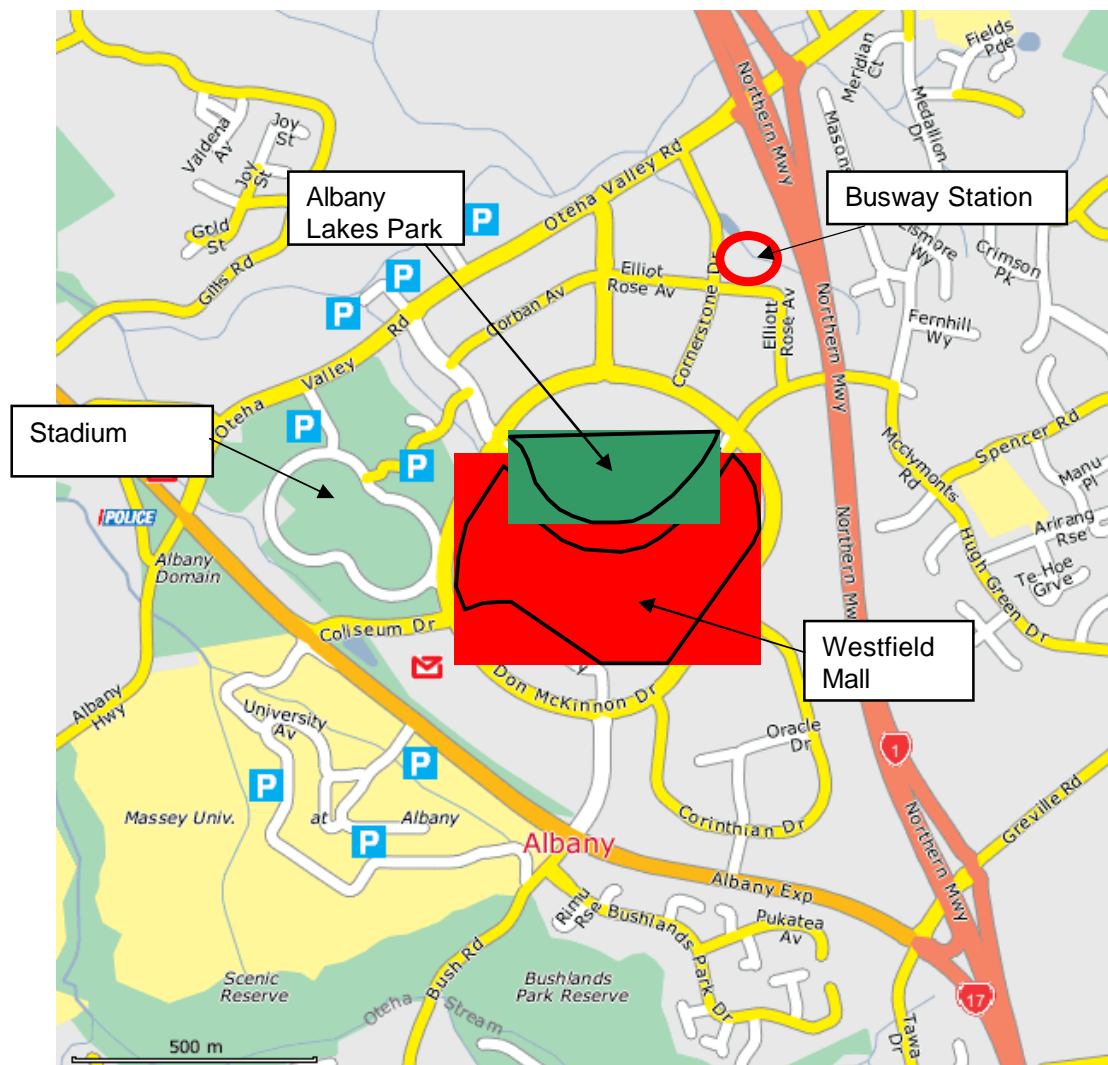 Fields
Pde
Meridian
Ct
Northern Mwy
Medallion
Dr
Masons
Joy
St
Valdena
Av
Joy
St
Albany
Lakes Park
P
Oteha Valley Rd
Busway Station
Gold
St
Gills Rd
P
P
Elliot
Rose Av
Lismore
Wy
Crimson
Pk
Corban Av
Cornerstone Dr
Elliott
Rose Av
Northern Mwy
Fernhill
Wy
Oteha Valley Rd
Stadium
P
P
Mcclymonts
Rd
Spencer Rd
Manu
Pl
POLICE
Albany
Domain
Northern Mwy
Arirang
Rse
Te-Hoe
Grve
Hugh Green Dr
Coliseum Dr
Westfield
Mall
Don McKinnon Dr
y
Albany
Hwy
University
Av
P
P
Oracle
Dr
1
Massey Univ. at Albany
P
Corinthian Dr
Greville Rd
Albany
Northern Mwy
Albany Exp
Rimu
Rse
Bushlands Park Dr
Pukatea
Av
Bush Rd
Scenic
Reserve
Bushlands
Park Reserve
Oteha Stream
17
Tawa
Dr
500 m